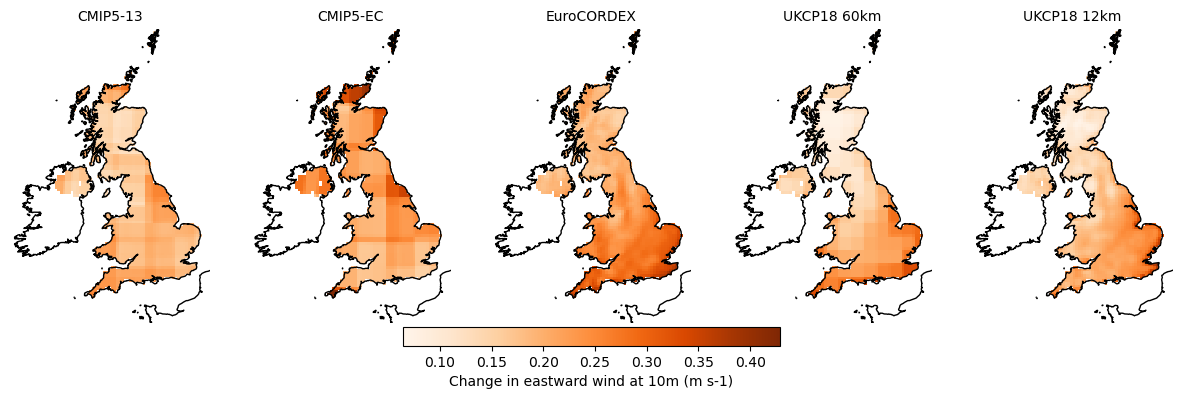 CMIP5-13 CMIP5-EC EuroCORDEX UKCP18 60km UKCP18 12km
0.10 0.15 0.20 0.25 0.30 0.35 0.40
Change in eastward wind at 10m (m s-1)